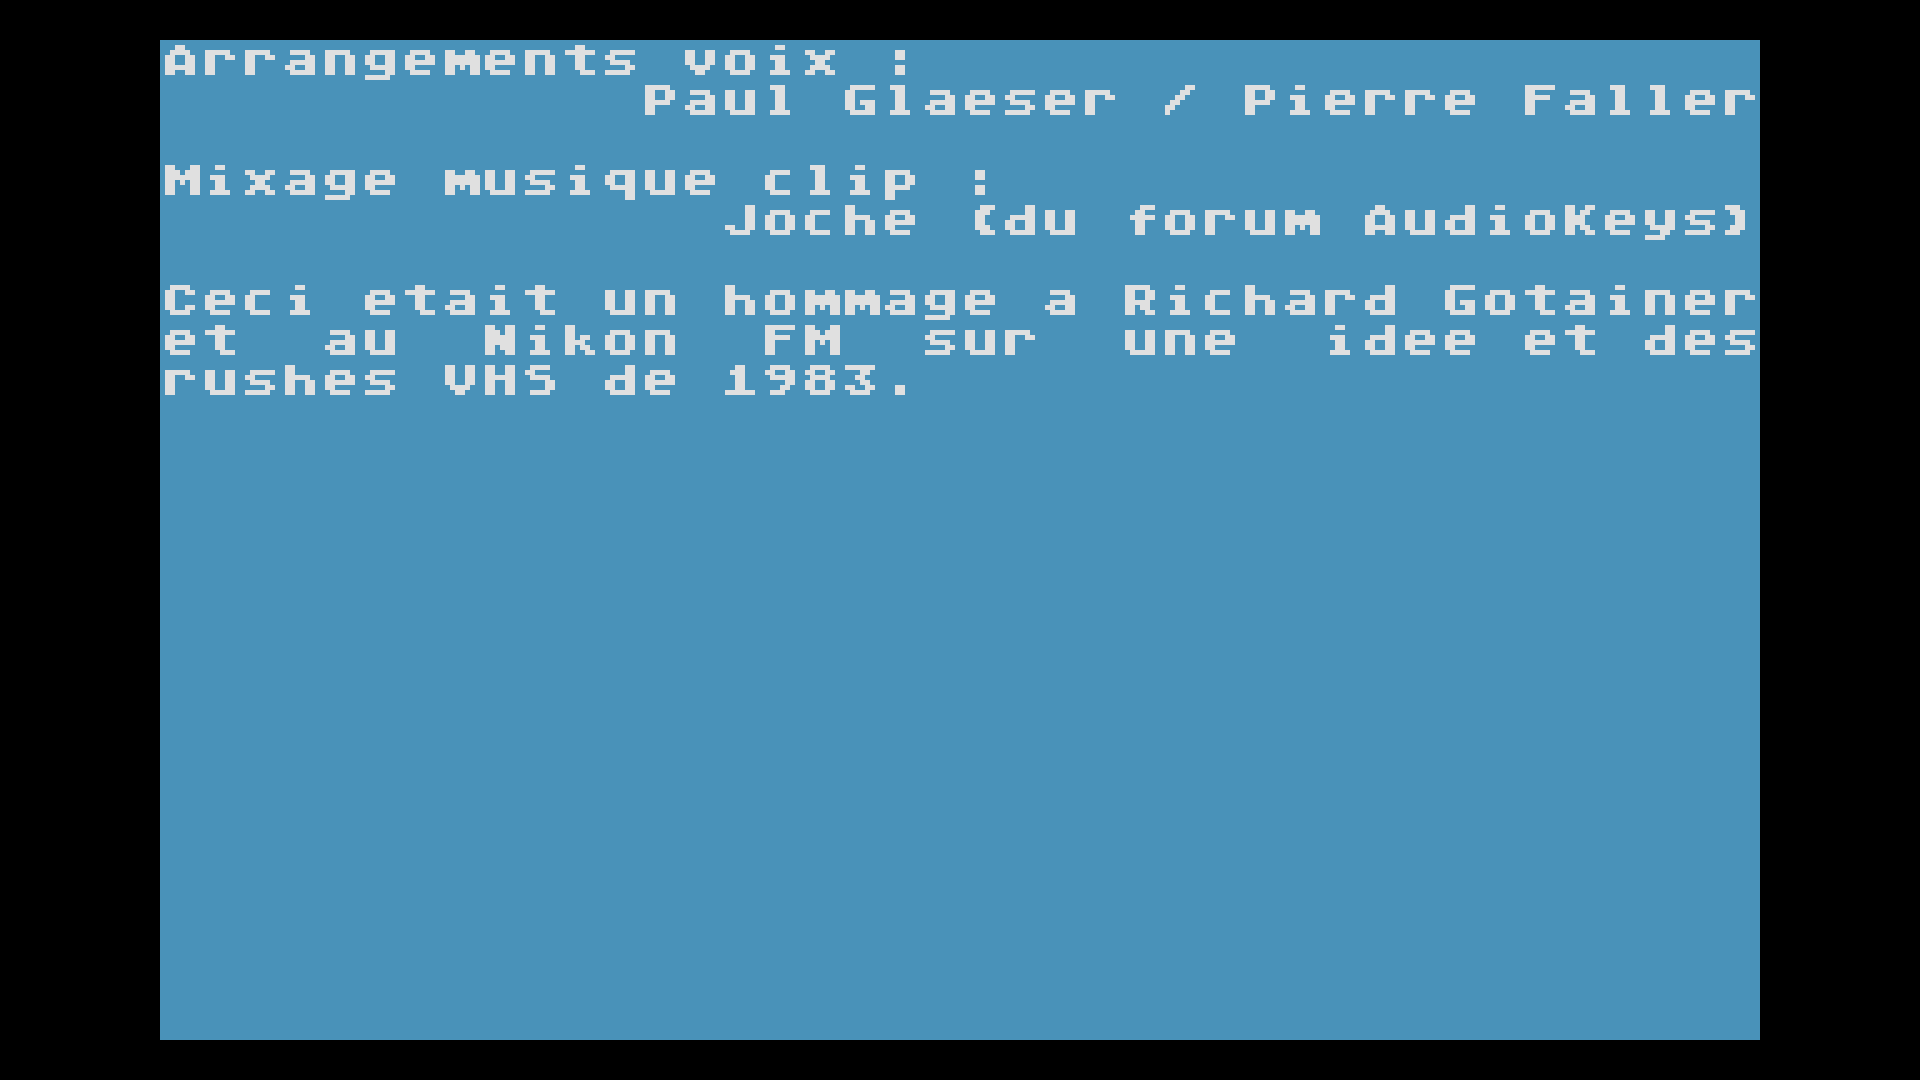 Arrangements voix :
Paul Glaeser / Pierre Faller
Mixage musique clip :
Joche (du forum AudioKeys)
Ceci etait un hommage a Richard Gotainer
et au Nikon FM sur une idee et des
rushes VHS de 1983.